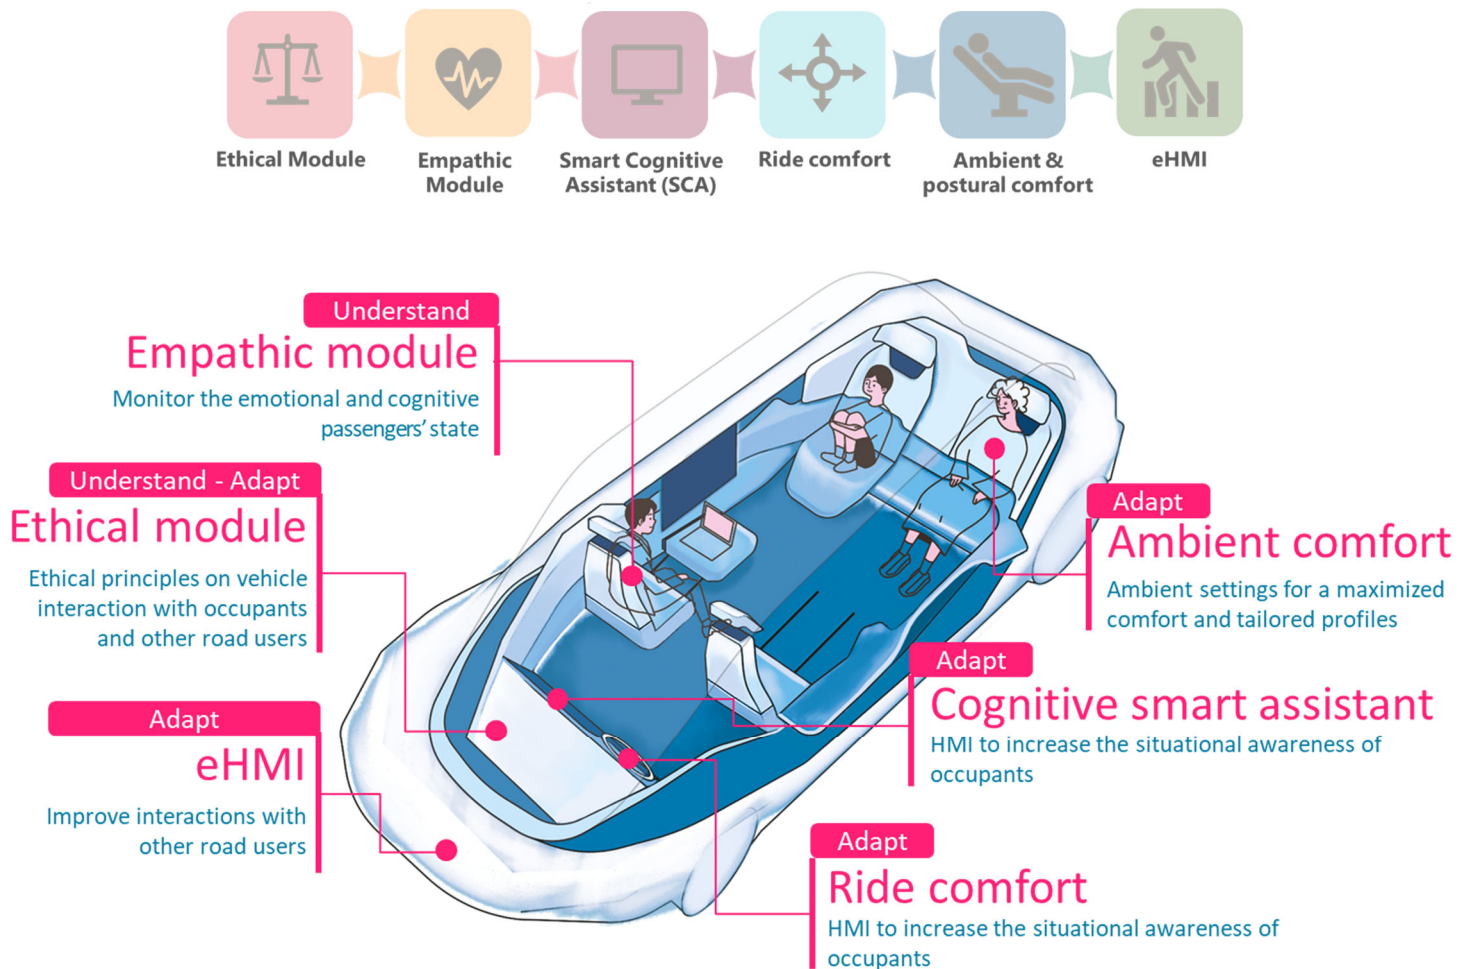 Ethical Module
Empathic
Module
Smart Cognitive
Assistant (SCA)
Ride comfort
Ambient &
postural comfort
eHMI
Understand
Empathic module
Monitor the emotional and cognitive
passengers' state
Understand - Adapt
Ethical module
Ethical principles on vehicle
interaction with occupants
and other road users
Adapt
eHMI
Improve interactions with
other road users
Adapt
Ambient comfort
Ambient settings for a maximized
comfort and tailored profiles
Adapt
Cognitive smart assistant
HMI to increase the situational awareness of
occupants
Adapt
Ride comfort
HMI to increase the situational awareness of
occupants